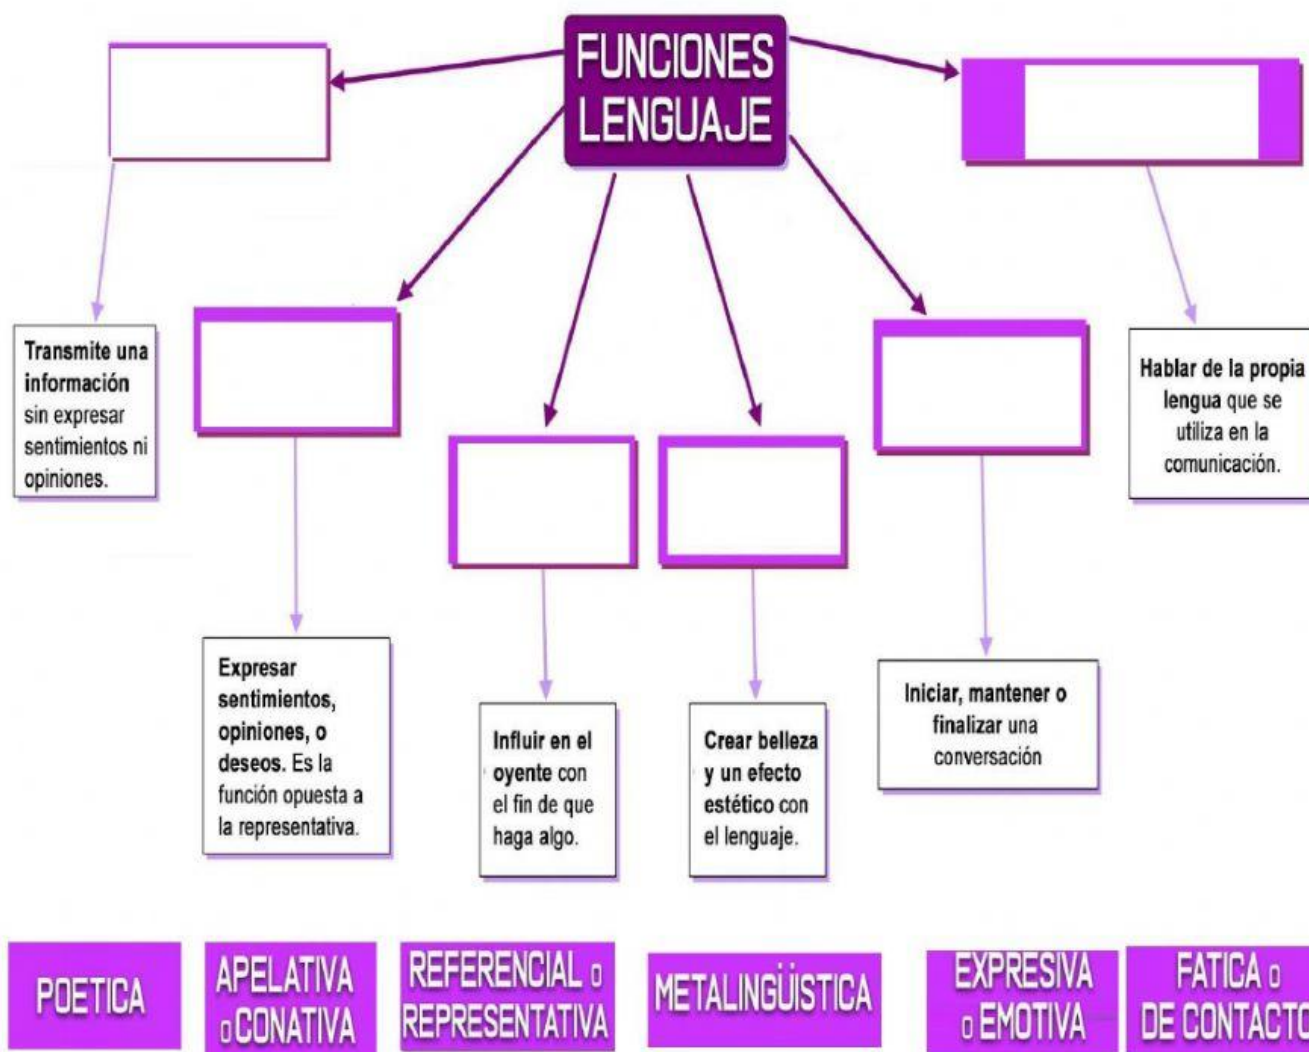 FUNCIONES
LENGUAJE
Transmite una
información
sin expresar
sentimientos ni
opiniones.
Hablar de la propia
lengua que se
utiliza en la
comunicación.
Expresar
sentimientos,
opiniones, o
deseos. Es la
función opuesta a
la representativa.
Influir en el
oyente con
el fin de que
haga algo.
Crear belleza
y un efecto
estético con
el lenguaje.
Iniciar, mantener o
finalizar una
conversación
POETICA
APELATIVA
o CONATIVA
REFERENCIAL o
REPRESENTATIVA
METALINGÜÍSTICA
EXPRESIVA
o EMOTIVA
FATICA o
DE CONTACTO